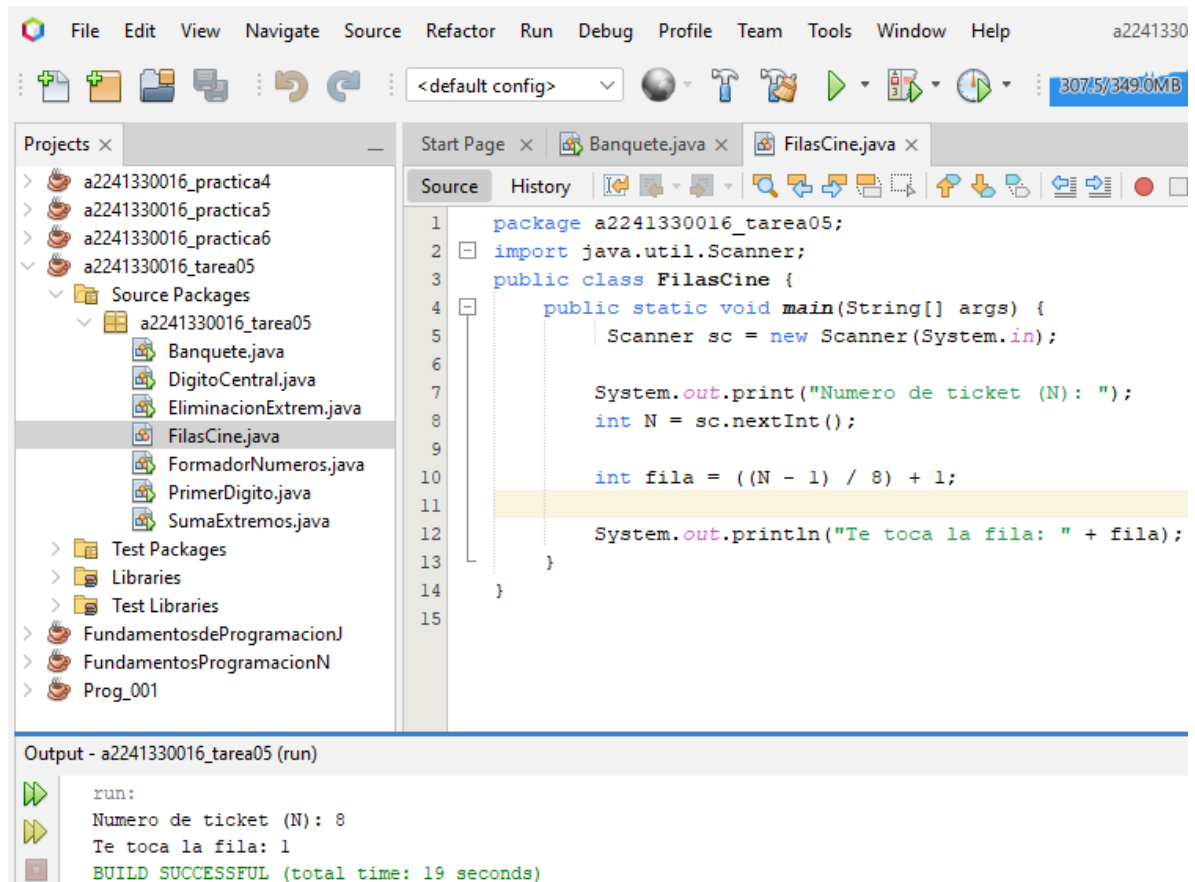 File Edit View Navigate Source Refactor Run Debug Profile Team Tools Window Help a2241330
<default config> 307.5/349.0MB
Projects
Start Page Banquete.java FilasCine.java
Source History
a2241330016_practica4
a2241330016_practica5
a2241330016_practica6
a2241330016_tarea05
Source Packages
a2241330016_tarea05
Banquete.java
DigitoCentral.java
EliminacionExtrem.java
FilasCine.java
FormadorNumeros.java
PrimerDigito.java
SumaExtremos.java
Test Packages
Libraries
Test Libraries
FundamentosdeProgramacionJ
FundamentosProgramacionN
Prog_001
1 package a2241330016_tarea05;
2 import java.util.Scanner;
3 public class FilasCine {
4 public static void main(String[] args) {
5 Scanner sc = new Scanner(System.in);
6
7 System.out.print("Numero de ticket (N): ");
8 int N = sc.nextInt();
9
10 int fila = ((N - 1) / 8) + 1;
11
12 System.out.println("Te toca la fila: " + fila);
13 }
14 }
15
Output - a2241330016_tarea05 (run)
run:
Numero de ticket (N): 8
Te toca la fila: 1
BUILD SUCCESSFUL (total time: 19 seconds)